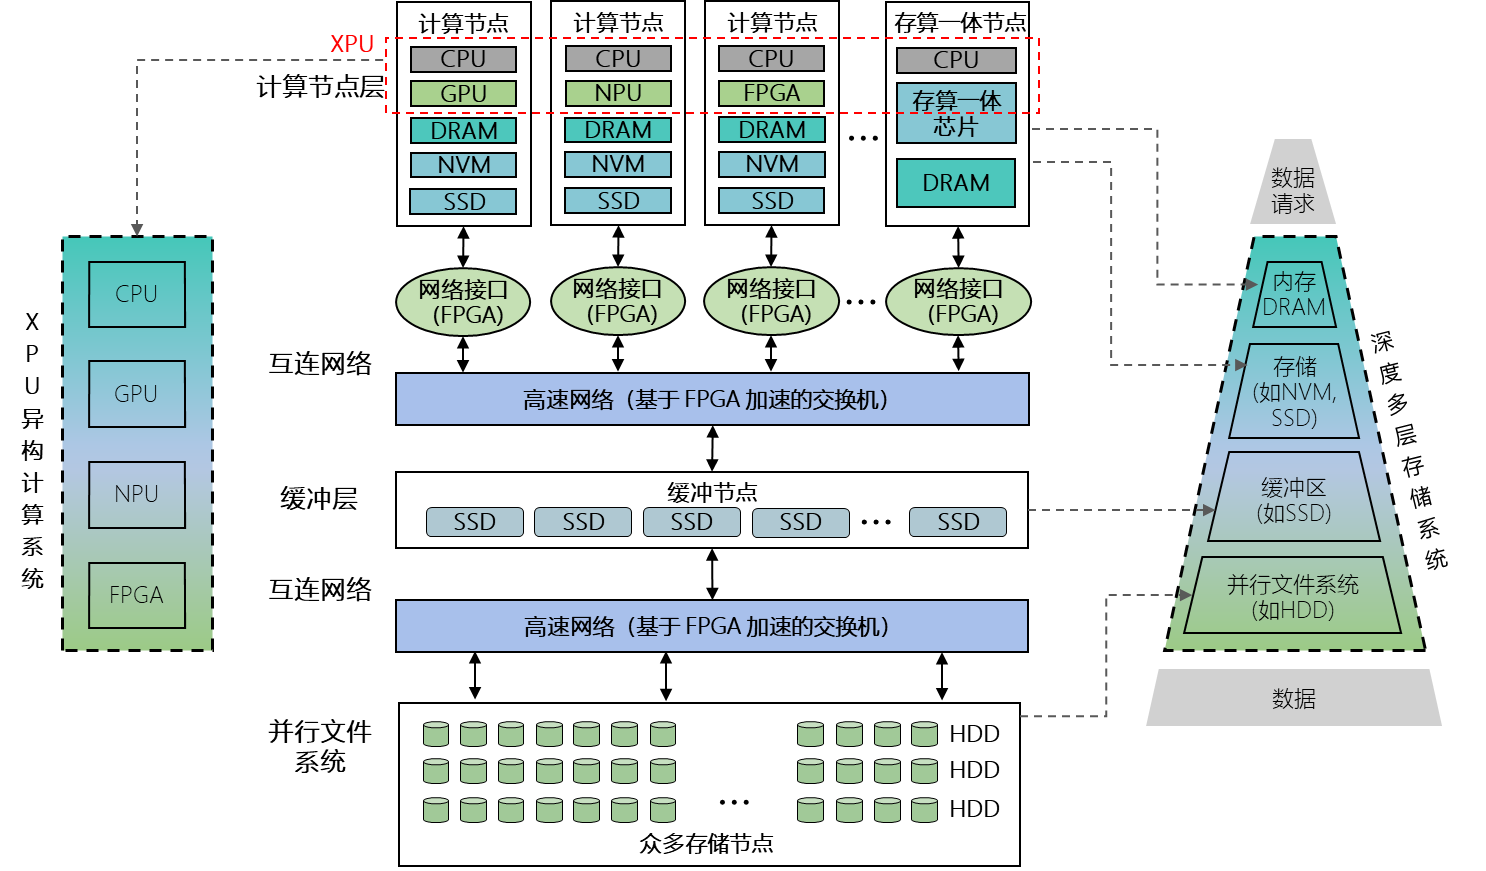 XPU
计算节点层
计算节点
CPU
GPU
DRAM
NVM
SSD
计算节点
CPU
NPU
DRAM
NVM
SSD
计算节点
CPU
FPGA
DRAM
NVM
SSD
...
存算一体节点
CPU
存算一体
芯片
DRAM
网络接口
(FPGA)
网络接口
(FPGA)
网络接口
(FPGA)
...
网络接口
(FPGA)
互连网络
高速网络（基于 FPGA 加速的交换机）
缓冲层
缓冲节点
SSD
SSD
SSD
SSD
...
SSD
互连网络
高速网络（基于 FPGA 加速的交换机）
并行文件
系统
HDD
HDD
...
HDD
众多存储节点
XPU异构计算系统
CPU
GPU
NPU
FPGA
数据
请求
内存
DRAM
存储
(如NVM,
SSD)
缓冲区
(如SSD)
并行文件系统
(如HDD)
数据
深度多层存储系统